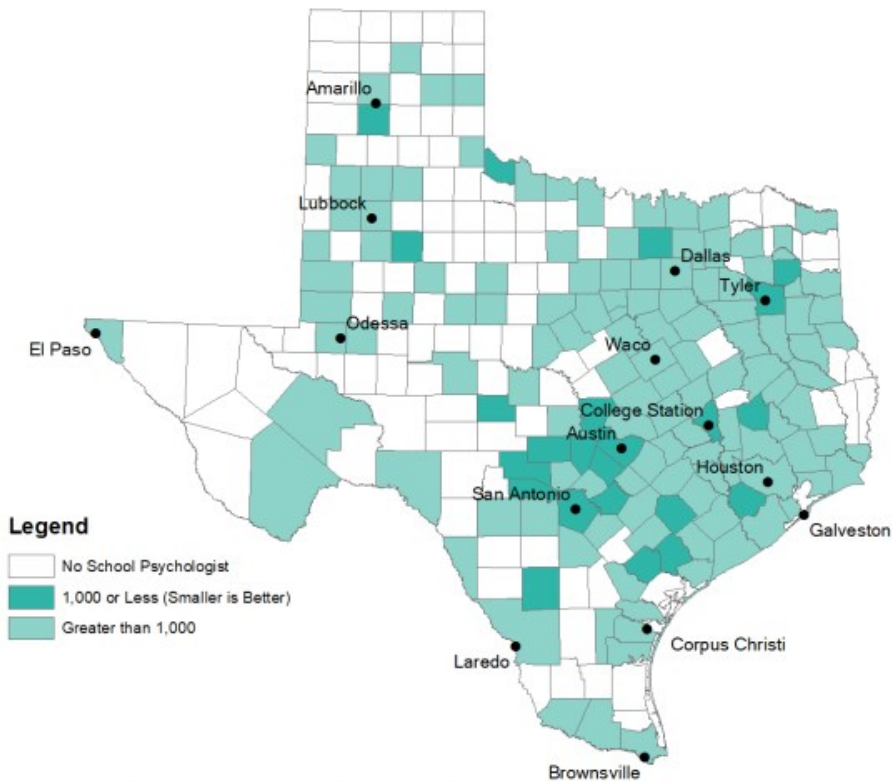 Amarillo
Lubbock
Dallas
Tyler
Odessa
El Paso
Waco
College Station
Austin
Houston
San Antonio
Galveston
Legend
No School Psychologist
1,000 or Less (Smaller is Better)
Greater than 1,000
Corpus Christi
Laredo
Brownsville